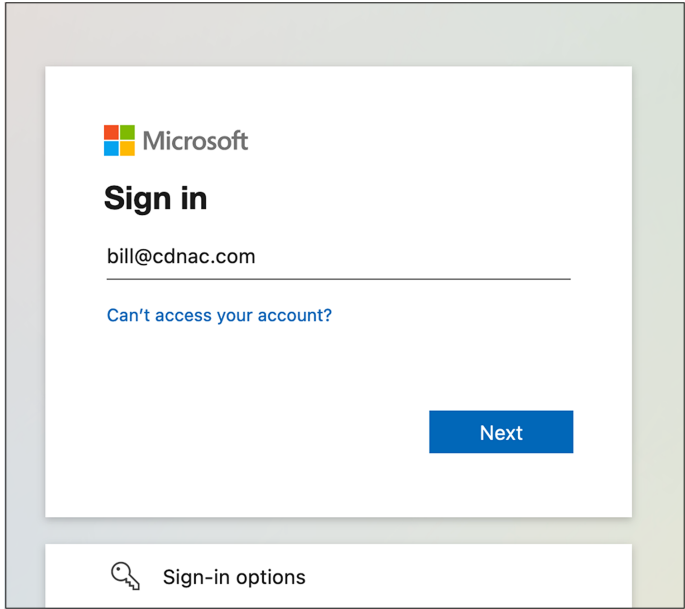 Microsoft
Sign in
bill@cdnac.com
Can’t access your account?
Next
Sign-in options